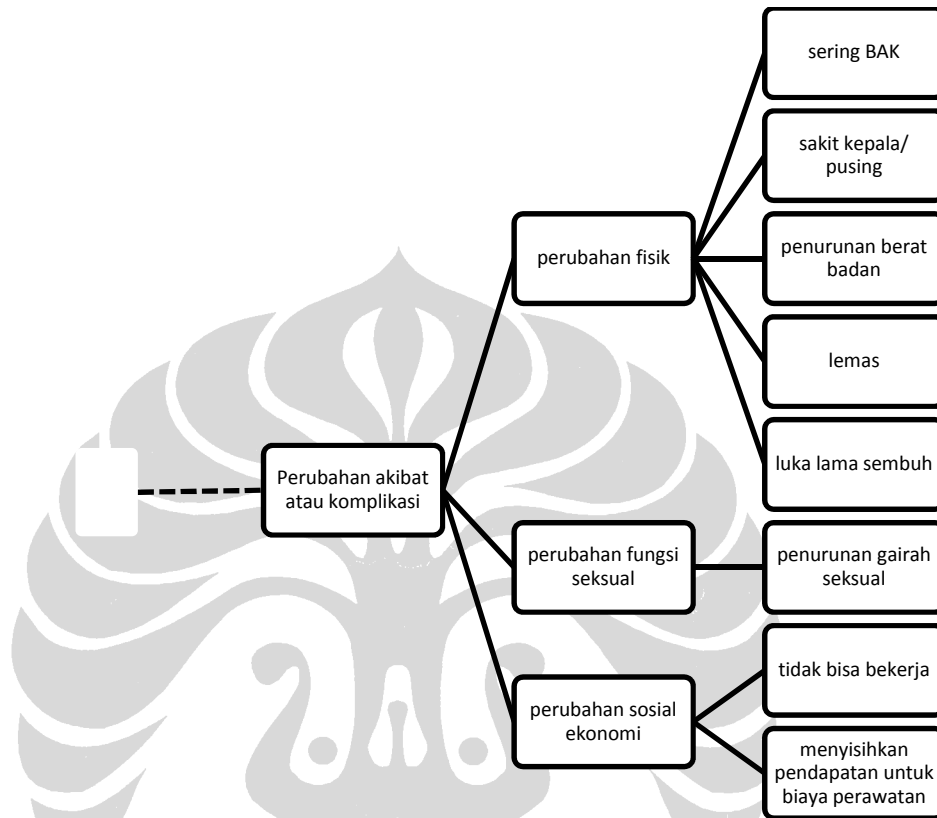 sering BAK
sakit kepala/
pusing
perubahan fisik
penurunan berat
badan
lemas
luka lama sembuh
Perubahan akibat
atau komplikasi
perubahan fungsi
seksual
penurunan gairah
seksual
tidak bisa bekerja
perubahan sosial
ekonomi
menyisihkan
pendapatan untuk
biaya perawatan